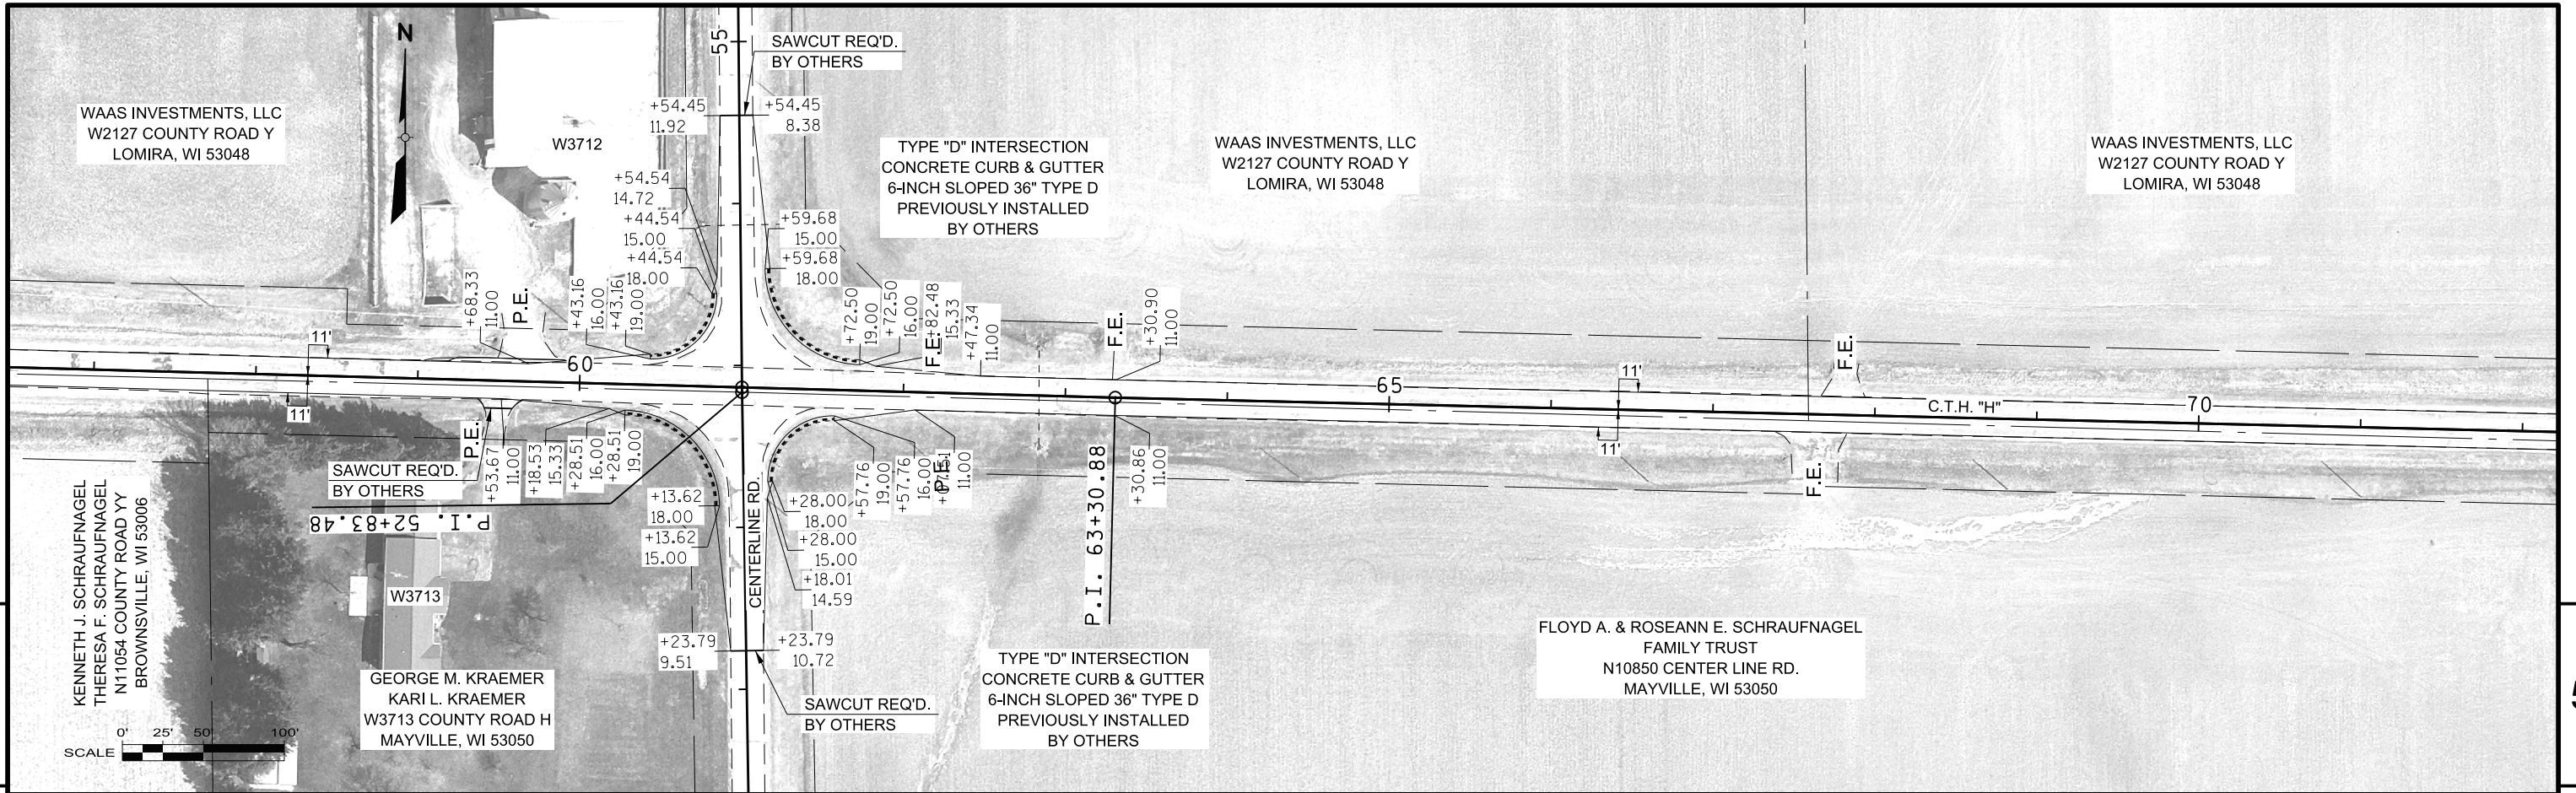 N
WAAS INVESTMENTS, LLC
W2127 COUNTY ROAD Y
LOMIRA, WI 53048
W3712
55
SAWCUT REQ'D.
BY OTHERS
+54.45
11.92
+54.45
8.38
TYPE "D" INTERSECTION
CONCRETE CURB & GUTTER
6-INCH SLOPED 36" TYPE D
PREVIOUSLY INSTALLED
BY OTHERS
WAAS INVESTMENTS, LLC
W2127 COUNTY ROAD Y
LOMIRA, WI 53048
WAAS INVESTMENTS, LLC
W2127 COUNTY ROAD Y
LOMIRA, WI 53048
+54.54
14.72
+44.54
15.00
+44.54
18.00
+59.68
15.00
+59.68
18.00
+68.33
11.00
P.E.
+43.16
16.00
+43.16
19.00
+72.50
19.00
+72.50
16.00
F.E.
+82.48
15.33
+47.34
11.00
F.E.
+30.90
11.00
F.E.
11'
11'
60
65
11'
11'
C.T.H. "H"
70
P.E.
SAWCUT REQ'D.
BY OTHERS
+53.67
11.00
+18.53
15.33
+28.51
16.00
+28.51
19.00
P.I. 52+83.48
+13.62
18.00
+13.62
15.00
CENTERLINE RD.
+28.00
18.00
+28.00
15.00
+18.01
14.59
+57.76
19.00
+57.76
16.00
P.E.
11.00
P.I. 63+30.88
+30.86
11.00
F.E.
KENNETH J. SCHRAUFNAGEL
THERESA F. SCHRAUFNAGEL
N11054 COUNTY ROAD YY
BROWNSVILLE, WI 53006
W3713
GEORGE M. KRAEMER
KARI L. KRAEMER
W3713 COUNTY ROAD H
MAYVILLE, WI 53050
+23.79
9.51
+23.79
10.72
SAWCUT REQ'D.
BY OTHERS
TYPE "D" INTERSECTION
CONCRETE CURB & GUTTER
6-INCH SLOPED 36" TYPE D
PREVIOUSLY INSTALLED
BY OTHERS
FLOYD A. & ROSEANN E. SCHRAUFNAGEL
FAMILY TRUST
N10850 CENTER LINE RD.
MAYVILLE, WI 53050
SCALE
0' 25' 50' 100'